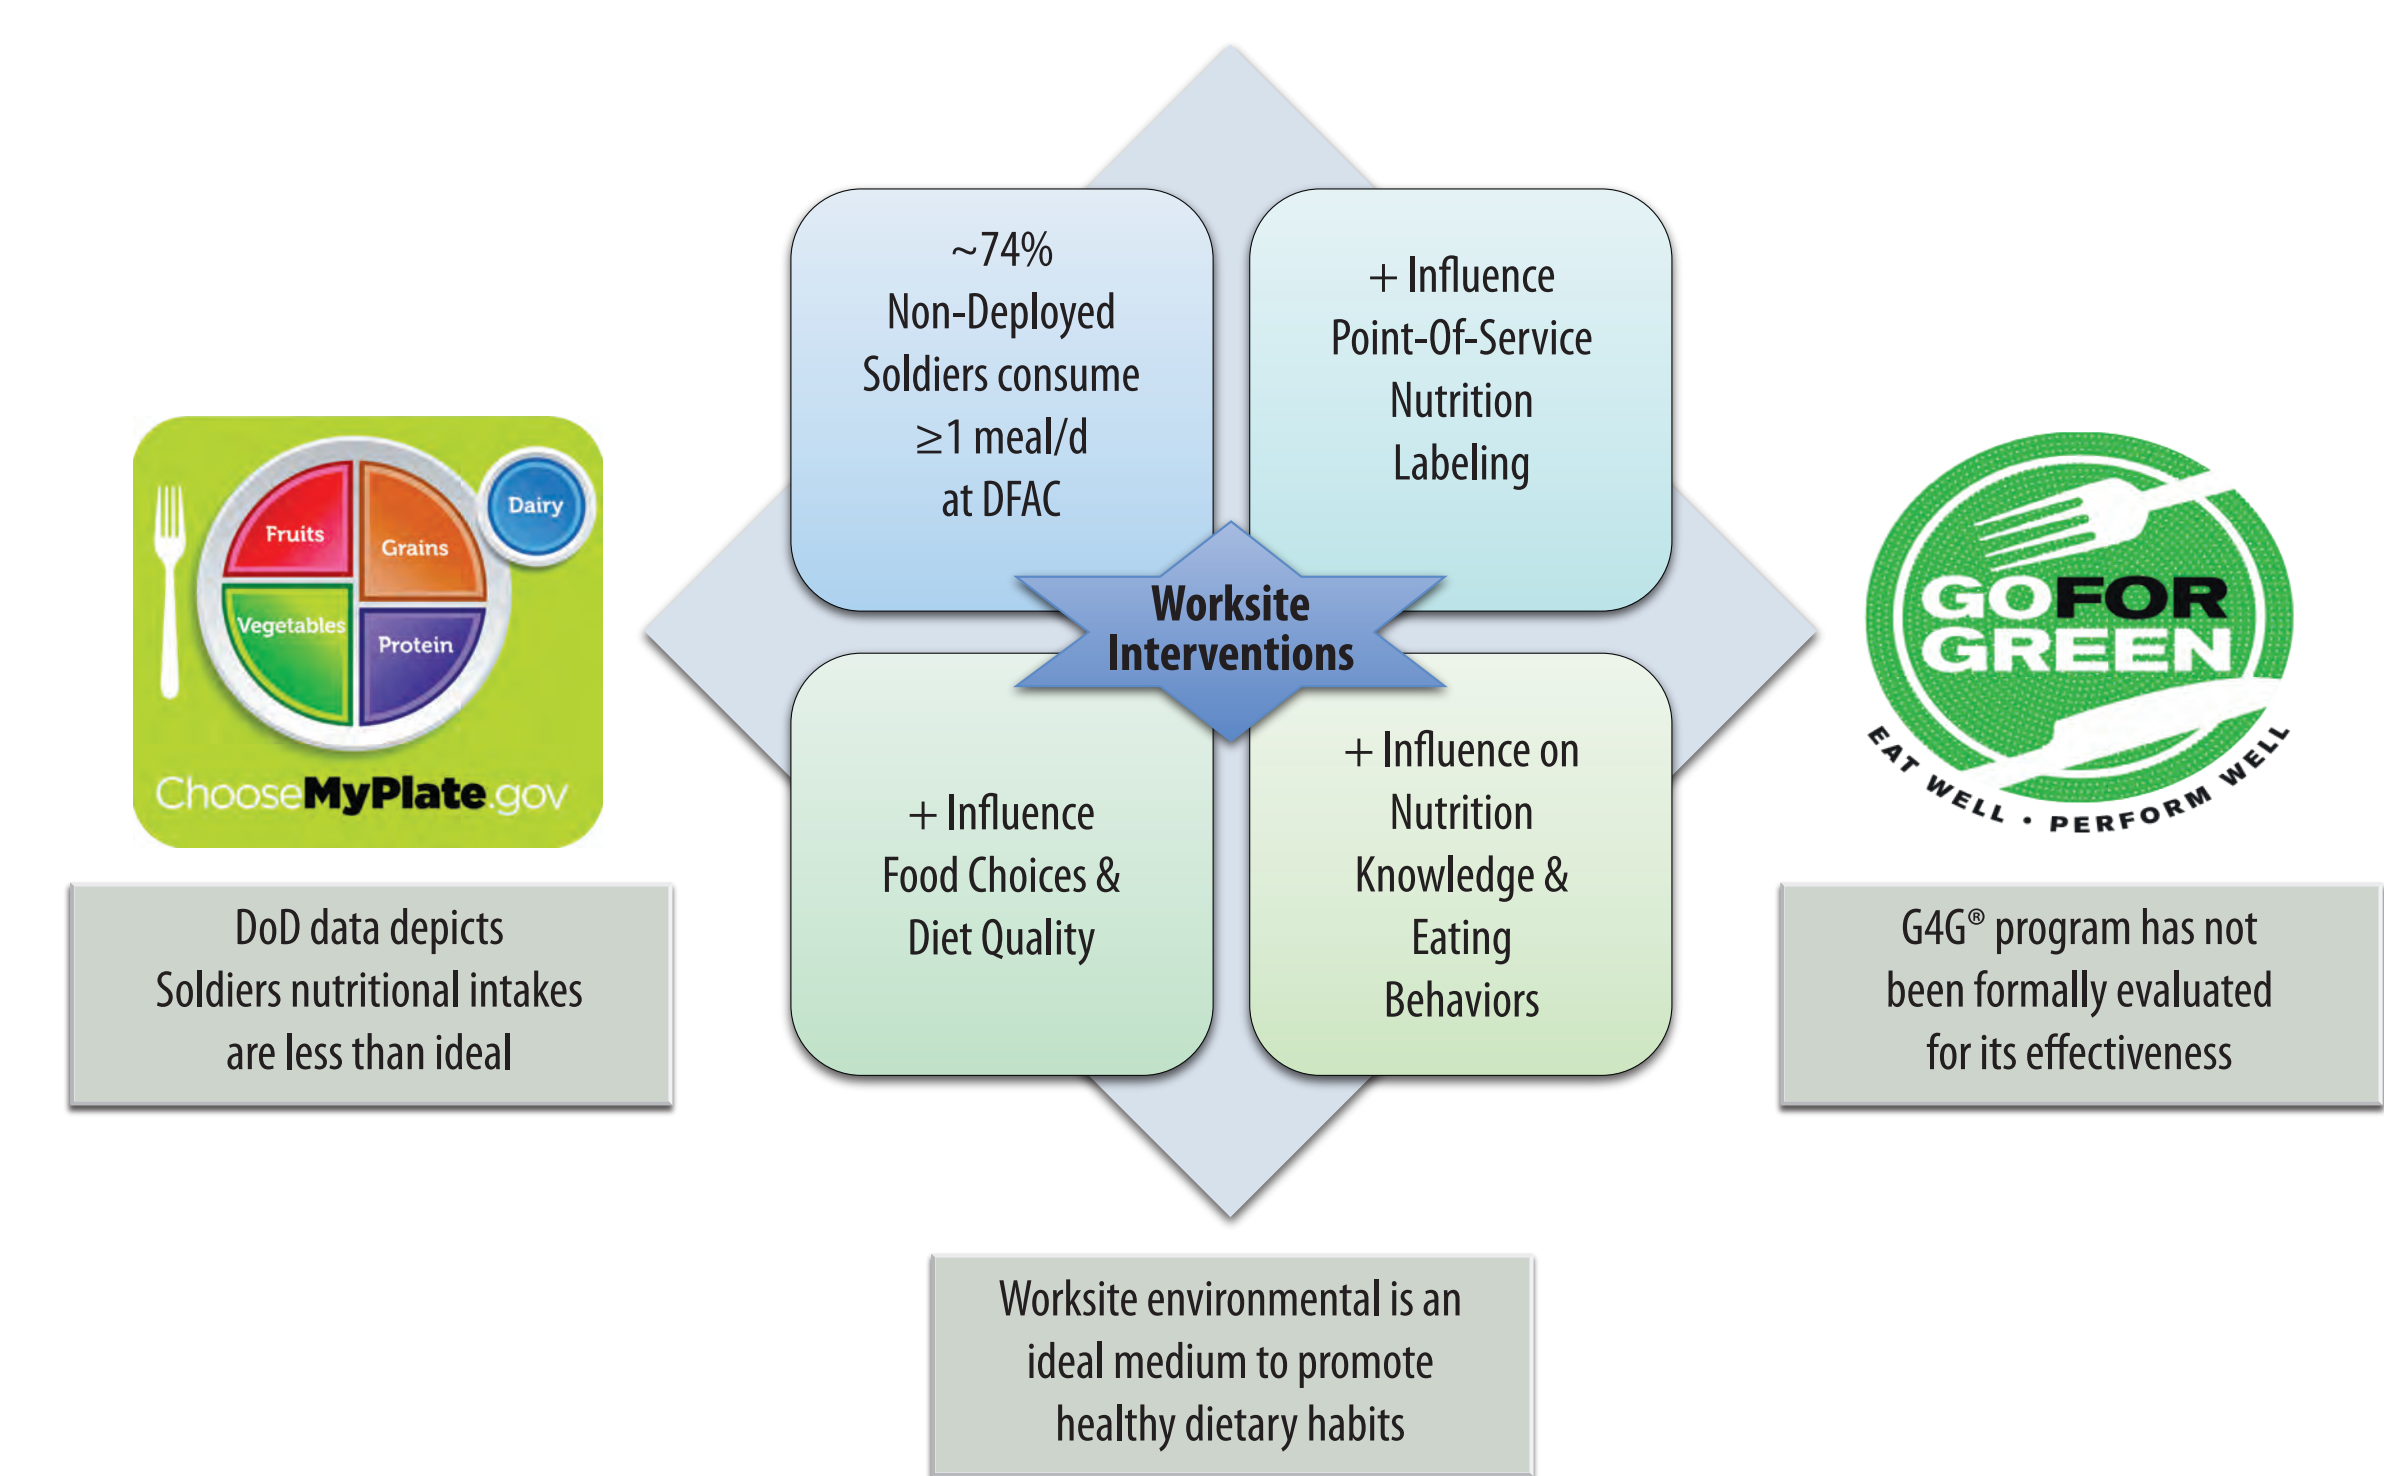 ~74%
Non-Deployed
Soldiers consume
≥1 meal/d
at DFAC
+ Influence
Point-Of-Service
Nutrition
Labeling
Worksite
Interventions
+ Influence
Food Choices &
Diet Quality
+ Influence on
Nutrition
Knowledge &
Eating
Behaviors
Fruits
Grains
Dairy
Vegetables
Protein
ChooseMyPlate.gov
DoD data depicts
Soldiers nutritional intakes
are less than ideal
GOFOR
GREEN
EAT WELL • PERFORM WELL
G4G® program has not
been formally evaluated
for its effectiveness
Worksite environmental is an
ideal medium to promote
healthy dietary habits